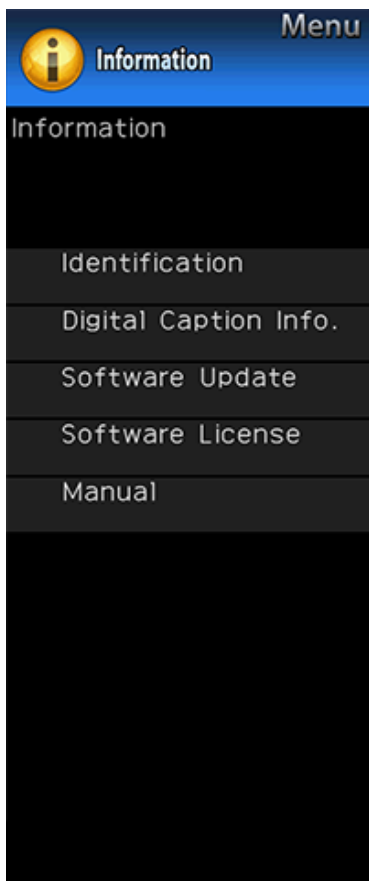 Menu
Information
Information
Identification
Digital Caption Info.
Software Update
Software License
Manual